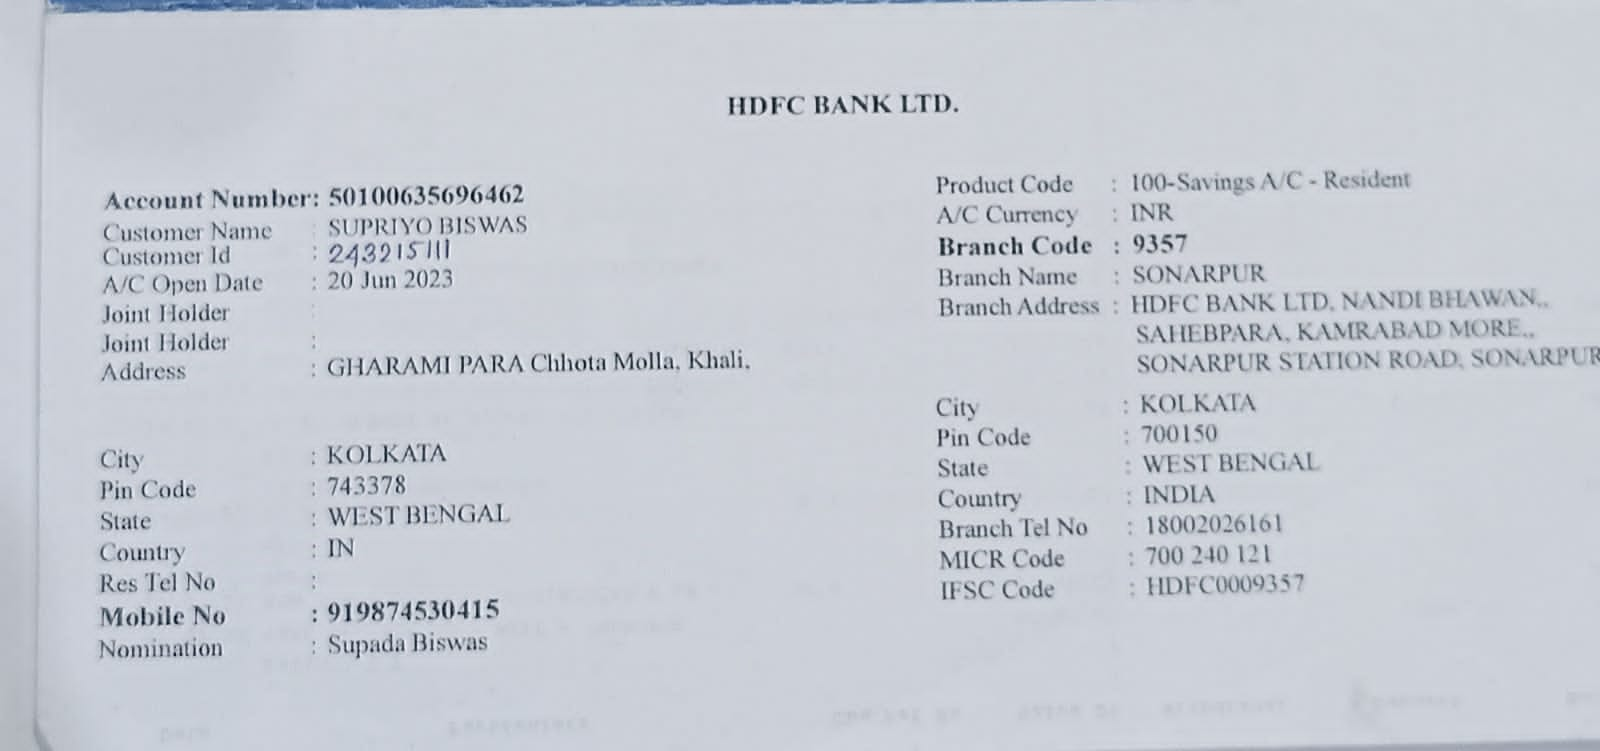 HDFC BANK LTD.
Account Number: 50100635696462
Customer Name : SUPRIYO BISWAS
Customer Id : 243215111
A/C Open Date : 20 Jun 2023
Joint Holder :
Joint Holder :
Address : GHARAMI PARA Chhota Molla, Khali,
City : KOLKATA
Pin Code : 743378
State : WEST BENGAL
Country : IN
Res Tel No :
Mobile No : 919874530415
Nomination : Supada Biswas
Product Code : 100-Savings A/C - Resident
A/C Currency : INR
Branch Code : 9357
Branch Name : SONARPUR
Branch Address : HDFC BANK LTD, NANDI BHAWAN,,
SAHEBPARA, KAMRABAD MORE,,
SONARPUR STATION ROAD, SONARPUR
City : KOLKATA
Pin Code : 700150
State : WEST BENGAL
Country : INDIA
Branch Tel No : 18002026161
MICR Code : 700 240 121
IFSC Code : HDFC0009357